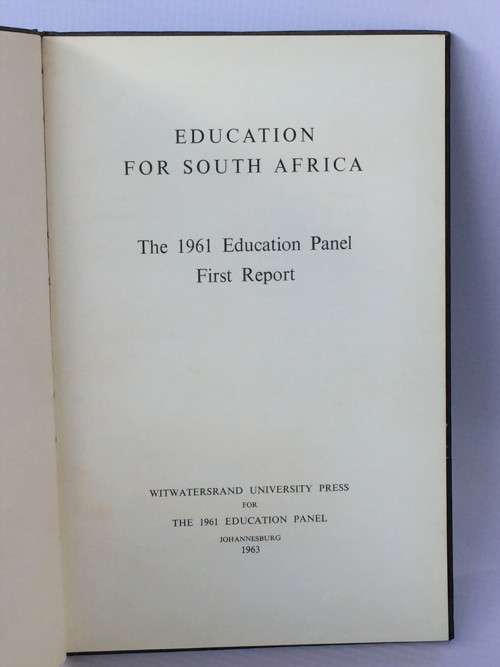 EDUCATION
FOR SOUTH AFRICA
The 1961 Education Panel
First Report
WITWATERSRAND UNIVERSITY PRESS
FOR
THE 1961 EDUCATION PANEL
JOHANNESBURG
1963